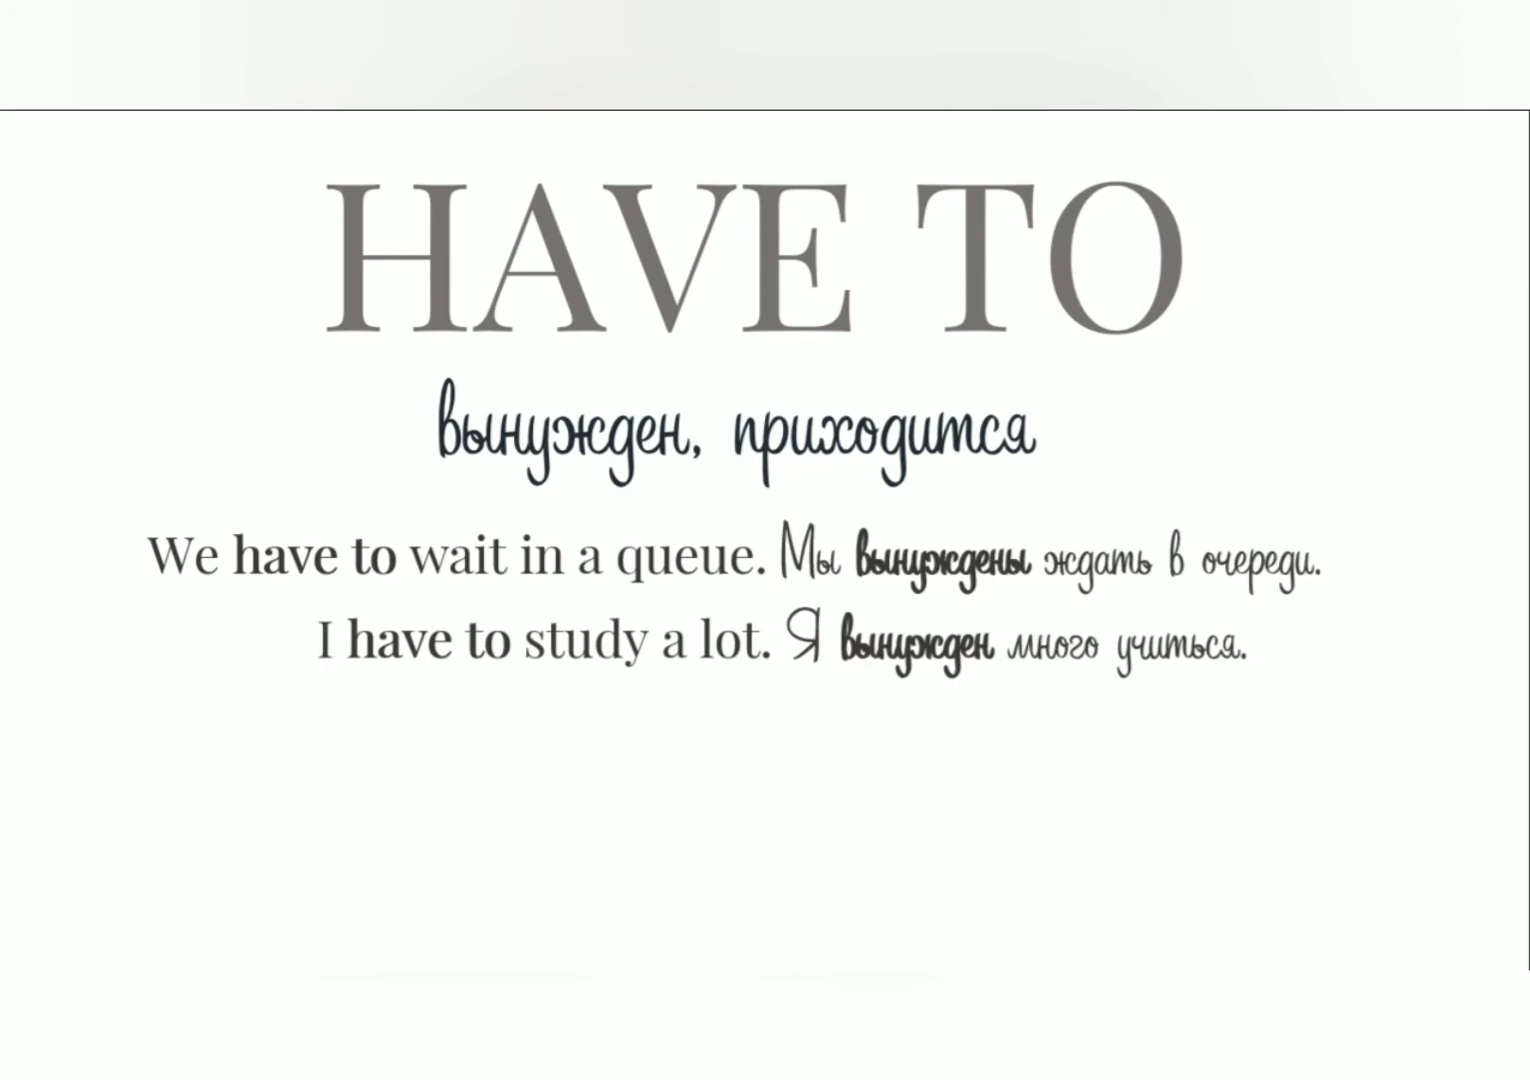 HAVE TO
вынужден, приходится
We have to wait in a queue. Мы вынуждены ждать в очереди.
I have to study a lot. Я вынужден много учиться.